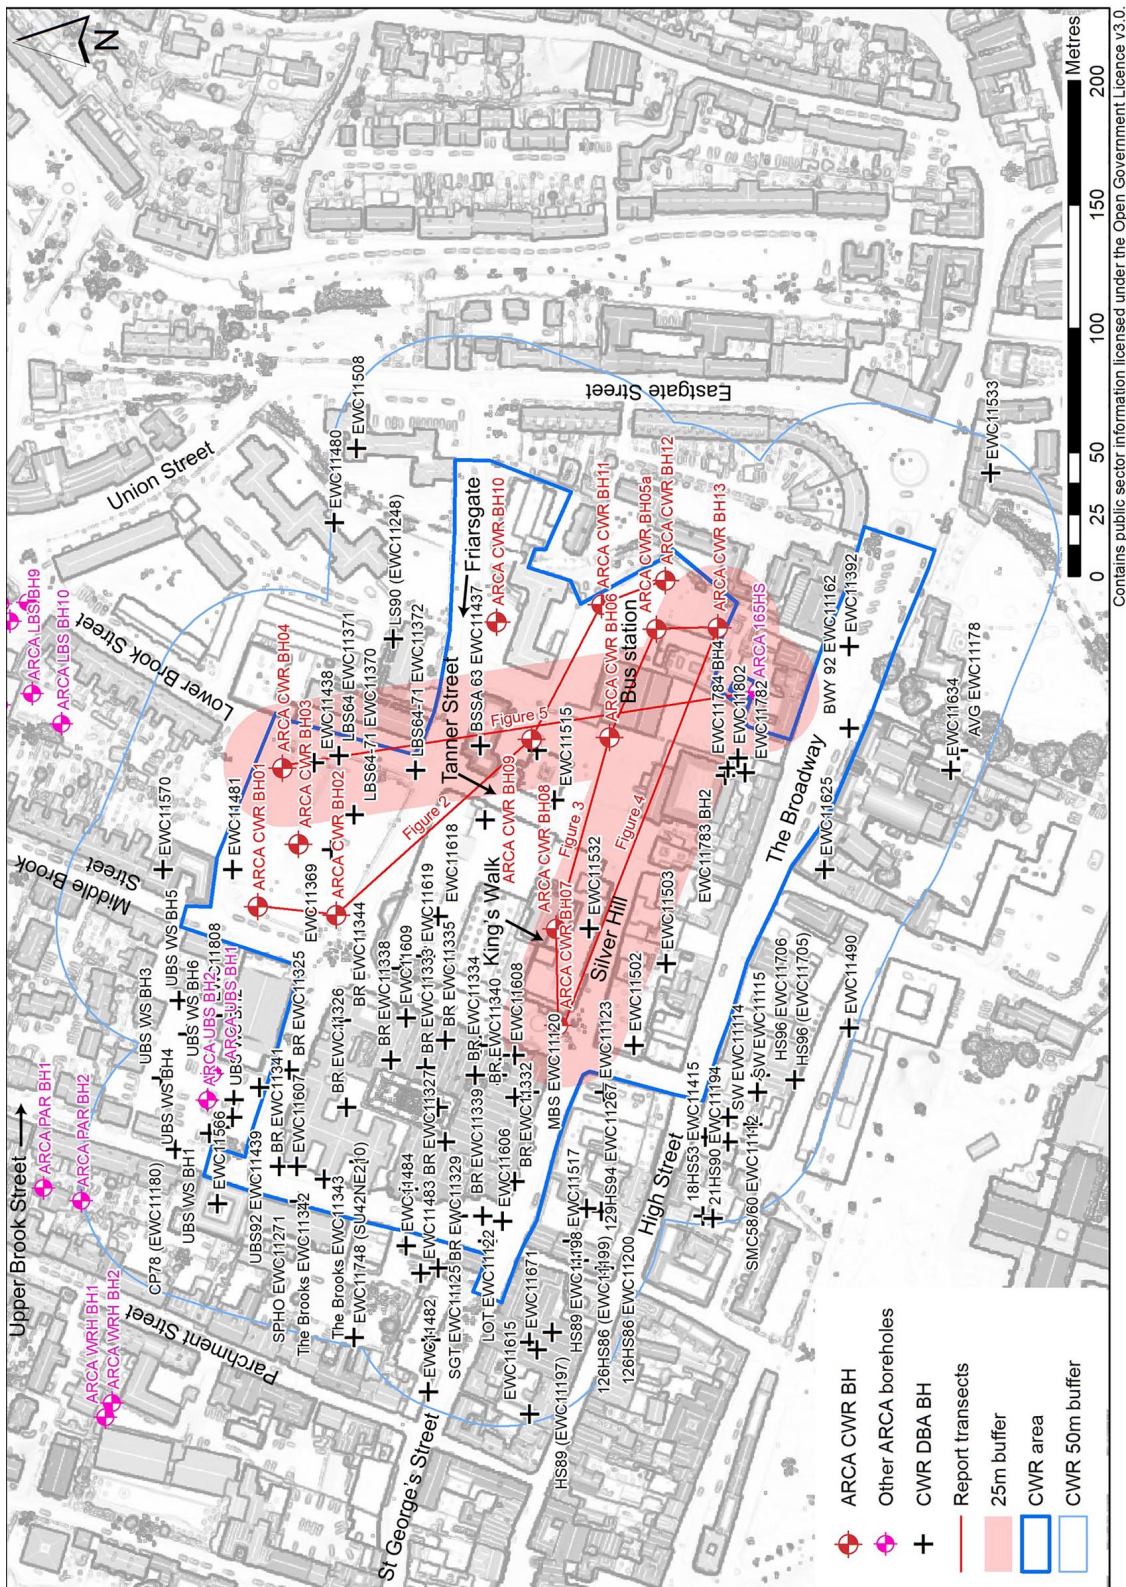 N
Upper Brook Street
Parchment Street
St George's Street
High Street
Middle Brook
Street
Lower Brook Street
Union Street
Friarsgate
Tanner Street
King's Walk
Silver Hill
Bus station
Eastgate Street
The Broadway
ARCA WRH BH1
ARCA WRH BH2
ARCA PAR BH1
ARCA PAR BH2
ARCA LBS BH9
ARCA LBS BH10
CP78 (EWC11180)
UBS WS BH1
UBS WS BH4
UBS WS BH3
UBS WS BH6
UBS WS BH5
EWC11570
EWC11481
EWC11566
ARCA UBS BH2
ARCA UBS BH1
UBS92 EWC11439
SPHO EWC11271
The Brooks EWC11342
The Brooks EWC11343
EWC11748 (SU42NE210)
BR EWC11341
EWC11607
BR EWC11325
BR EWC11326
BR EWC11344
BR EWC11338
EWC11369
ARCA CWR BH01
ARCA CWR BH02
ARCA CWR BH03
ARCA CWR BH04
EWC11438
LBS64 EWC11371
LBS64-71 EWC11370
LBS64-71 EWC11372
LS90 (EWC11248)
EWC11480
EWC11508
BSSA 63 EWC11437
EWC11482
EWC11484
EWC11483
BR EWC11327
BR EWC11329
BR EWC11333
BR EWC11335
BR EWC11334
BR EWC11339
BR EWC11340
BR EWC11332
EWC11609
EWC11619
EWC11618
EWC11608
EWC11606
SGT EWC11125
LOT EWC11122
EWC11615
EWC11671
HS89 (EWC11197)
HS89 EWC11198
EWC11517
126HS86 (EWC11199)
126HS86 EWC11200
129HS94 EWC11267
EWC11123
MBS EWC11120
ARCA CWR BH07
ARCA CWR BH08
ARCA CWR BH09
ARCA CWR BH10
ARCA CWR BH11
ARCA CWR BH06
ARCA CWR BH05a
ARCA CWR BH12
ARCA CWR BH13
ARCA 165HS
EWC11515
EWC11532
EWC11502
EWC11503
EWC11783 BH2
EWC11784 BH4
EWC11802
EWC11782
Figure 2
Figure 3
Figure 4
Figure 5
18HS53 EWC11415
21HS90 EWC11194
SMC58/60 EWC11112
SW EWC11114
SW EWC11115
HS96 EWC11706
HS96 (EWC11705)
EWC11490
EWC11625
BWY 92 EWC11162
EWC11392
EWC11634
AVG EWC11178
EWC11533
ARCA CWR BH
Other ARCA boreholes
CWR DBA BH
Report transects
25m buffer
CWR area
CWR 50m buffer
0 25 50 100 150 200
Metres
Contains public sector information licensed under the Open Government Licence v3.0.